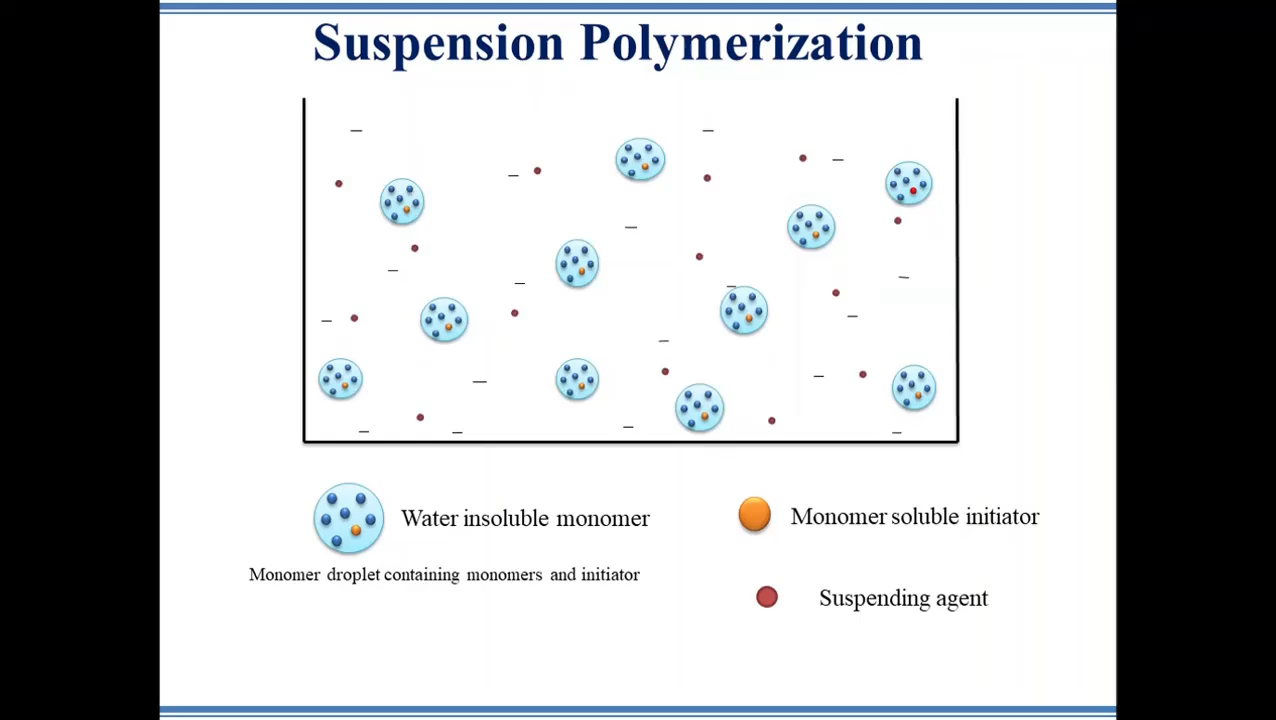 Suspension Polymerization
Water insoluble monomer
Monomer soluble initiator
Monomer droplet containing monomers and initiator
Suspending agent